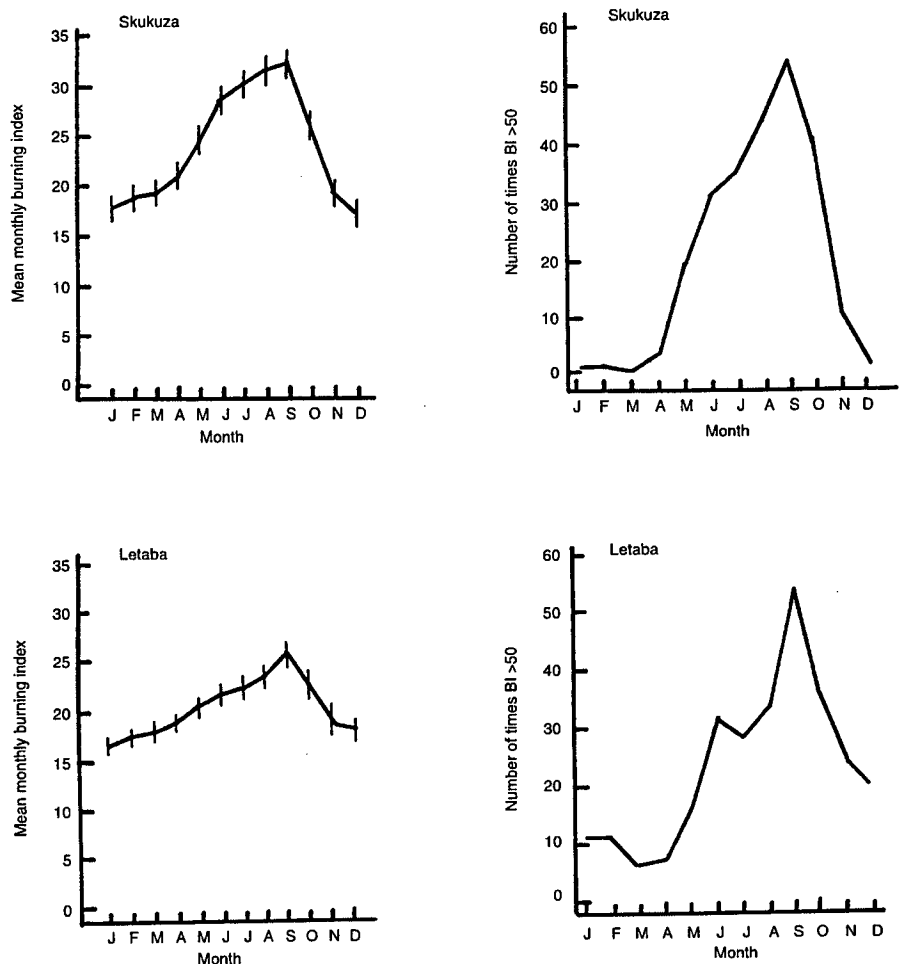 Skukuza
35
30
25
20
15
10
5
0
Mean monthly burning index
J F M A M J J A S O N D
Month
Skukuza
60
50
40
30
20
10
0
Number of times BI >50
J F M A M J J A S O N D
Month
Letaba
35
30
25
20
15
10
5
0
Mean monthly burning index
J F M A M J J A S O N D
Month
Letaba
60
50
40
30
20
10
0
Number of times BI >50
J F M A M J J A S O N D
Month